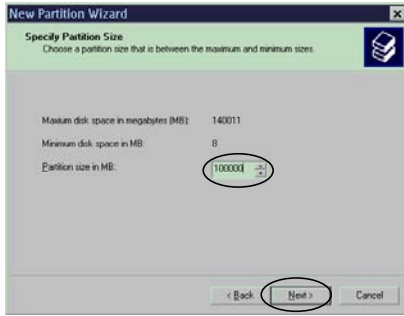 New Partition Wizard
Specify Partition Size
Choose a partition size that is between the maximum and minimum sizes.
Maxium disk space in megabytes (MB): 140011
Minimum disk space in MB: 8
Partition size in MB: 100000
< Back Next > Cancel